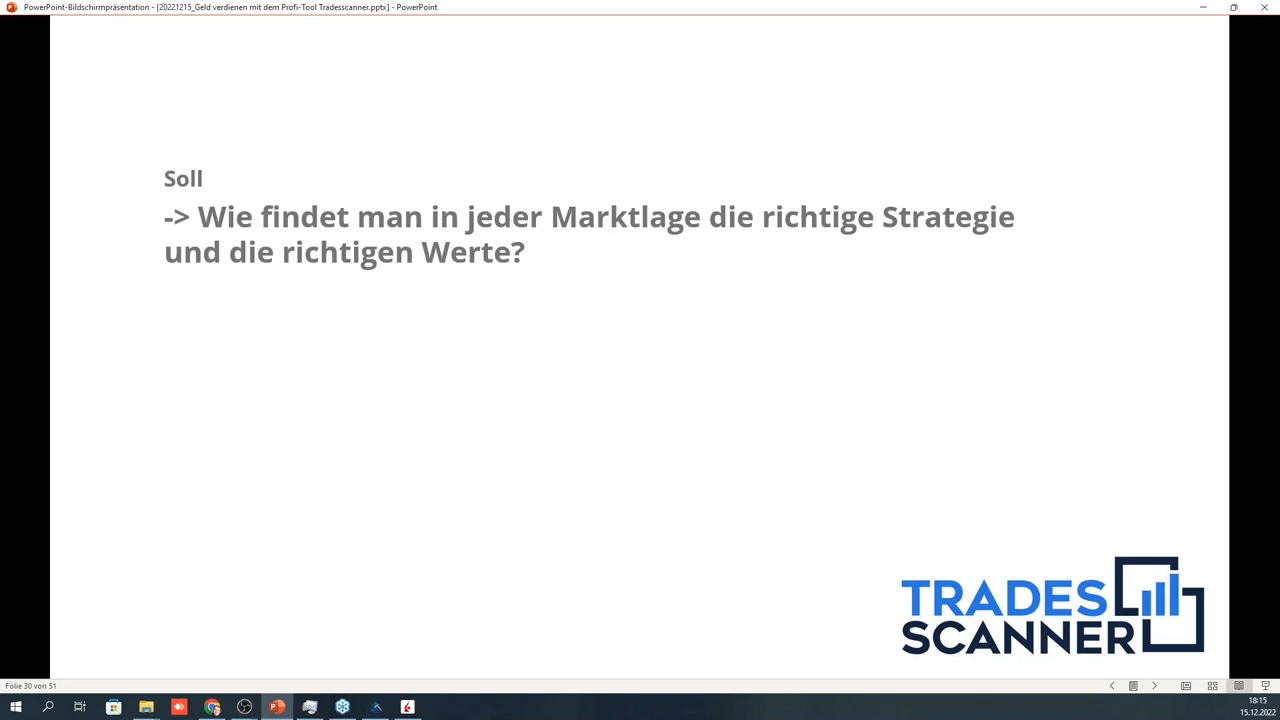 PowerPoint-Bildschirmpräsentation - [20221215_Geld verdienen mit dem Profi-Tool Tradesscanner.pptx] - PowerPoint
Soll
-> Wie findet man in jeder Marktlage die richtige Strategie
und die richtigen Werte?
TRADES
SCANNER
Folie 30 von 51
18:15
15.12.2022